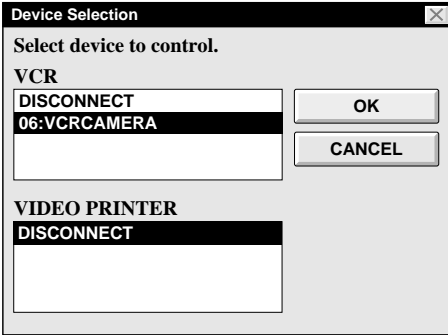 Device Selection
Select device to control.
VCR
DISCONNECT
06:VCRCAMERA
OK
CANCEL
VIDEO PRINTER
DISCONNECT